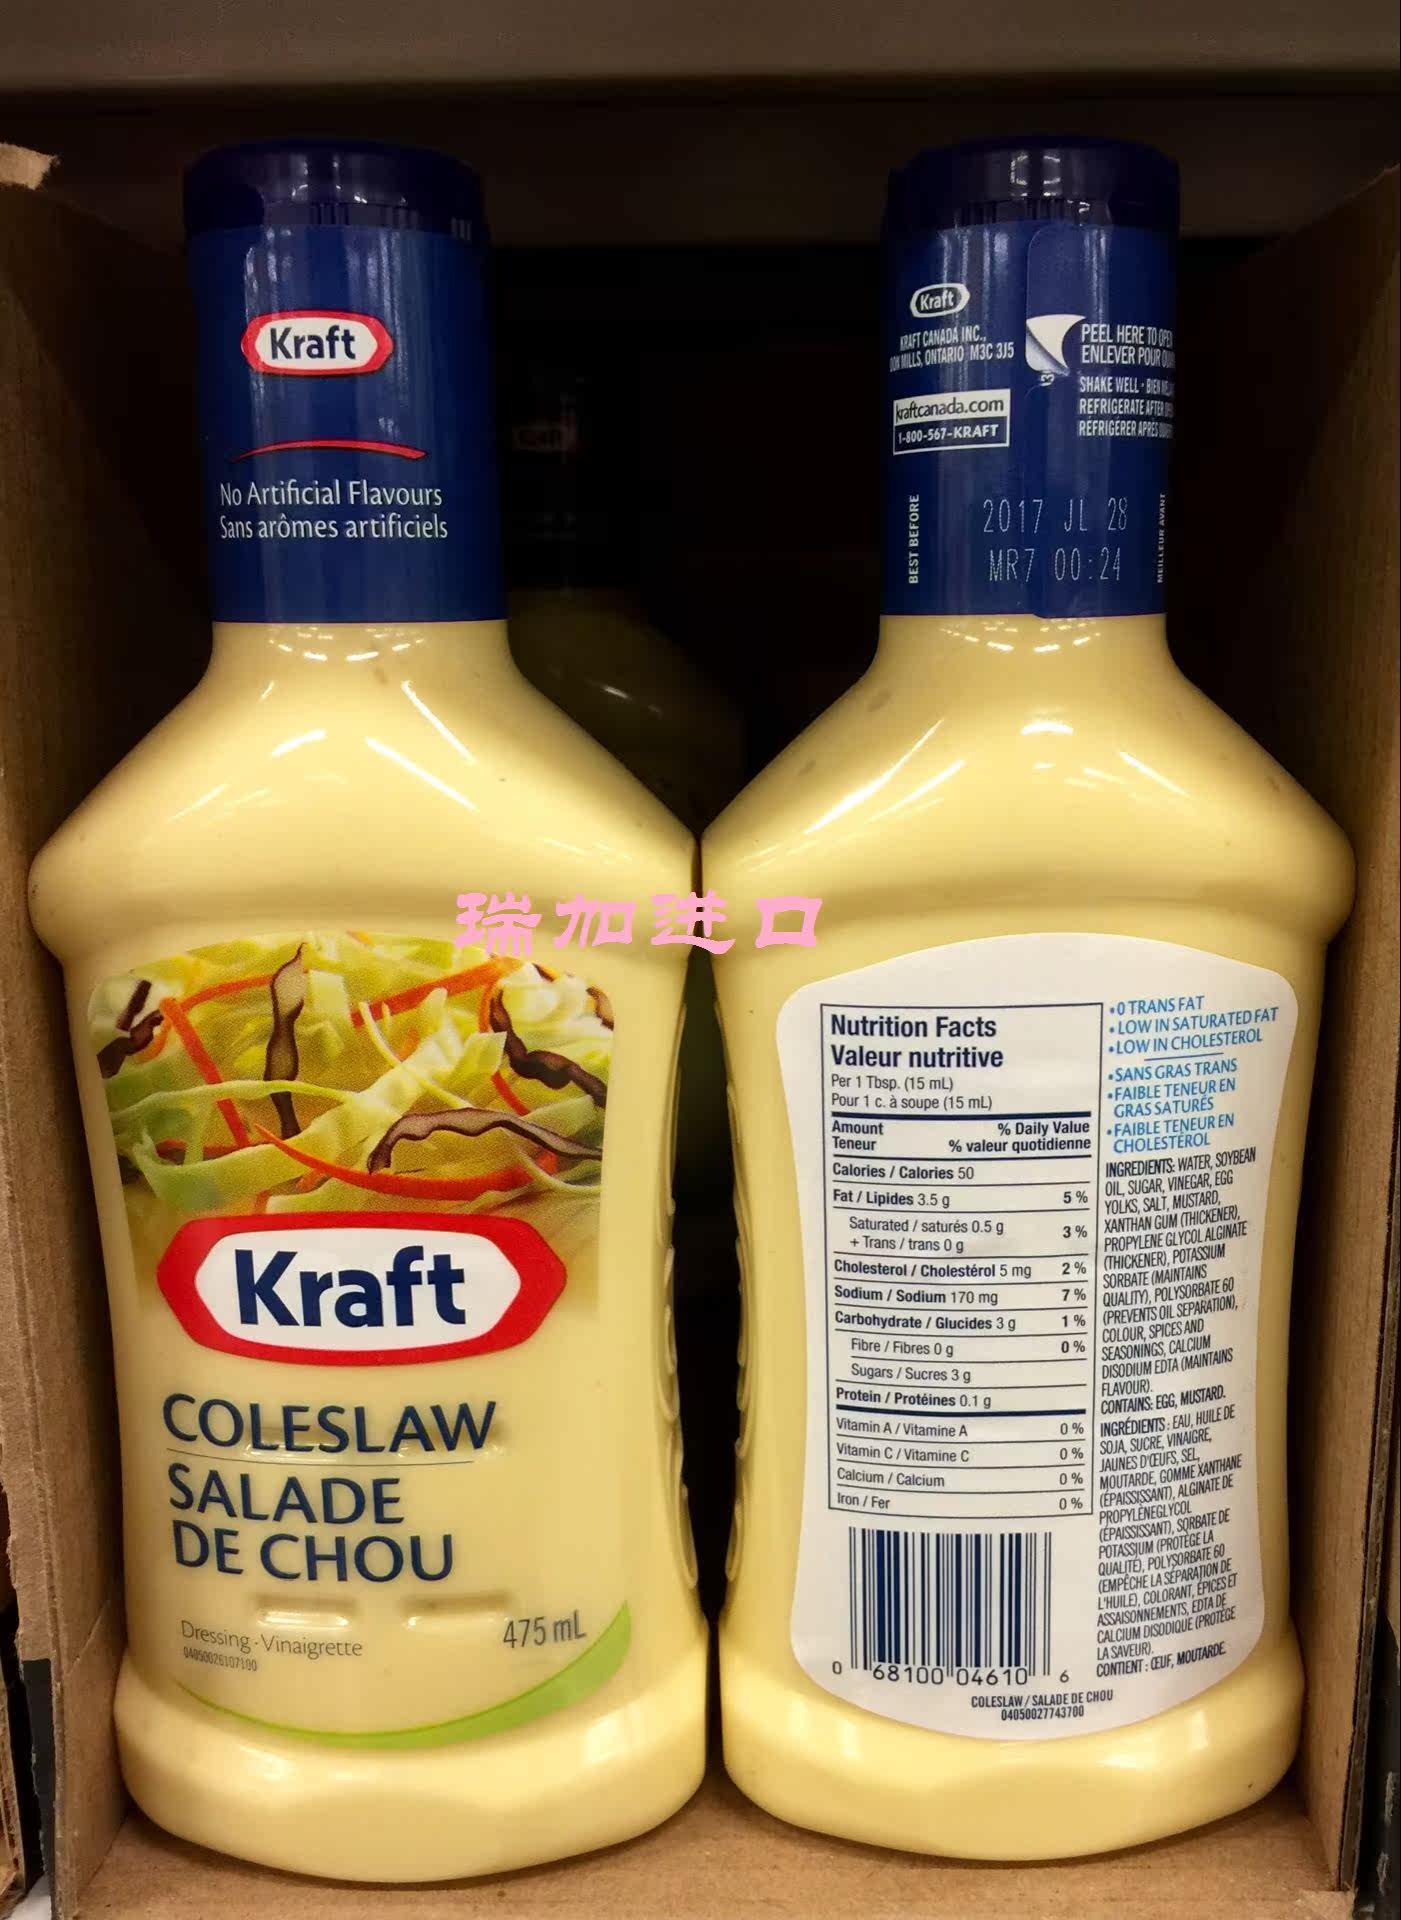 Kraft
No Artificial Flavours
Sans arômes artificiels
Kraft
COLESLAW
SALADE
DE CHOU
Dressing · Vinaigrette
475 mL
04050026107100
瑞加进口
Kraft
KRAFT CANADA INC.,
DON MILLS, ONTARIO M3C 3J5
kraftcanada.com
1-800-567-KRAFT
PEEL HERE TO
ENLEVER POUR
SHAKE WELL • BIEN
REFRIGERATE AFTER
RÉFRIGÉRER APRÈS
BEST BEFORE
2017 JL 28
MR7 00:24
MEILLEUR AVANT
Nutrition Facts
Valeur nutritive
Per 1 Tbsp. (15 mL)
Pour 1 c. à soupe (15 mL)
Amount % Daily Value
Teneur % valeur quotidienne
Calories / Calories 50
Fat / Lipides 3.5 g 5 %
Saturated / saturés 0.5 g
+ Trans / trans 0 g 3 %
Cholesterol / Cholestérol 5 mg 2 %
Sodium / Sodium 170 mg 7 %
Carbohydrate / Glucides 3 g 1 %
Fibre / Fibres 0 g 0 %
Sugars / Sucres 3 g
Protein / Protéines 0.1 g
Vitamin A / Vitamine A 0 %
Vitamin C / Vitamine C 0 %
Calcium / Calcium 0 %
Iron / Fer 0 %
•0 TRANS FAT
•LOW IN SATURATED FAT
•LOW IN CHOLESTEROL
•SANS GRAS TRANS
•FAIBLE TENEUR EN
GRAS SATURÉS
•FAIBLE TENEUR EN
CHOLESTÉROL
INGREDIENTS: WATER, SOYBEAN
OIL, SUGAR, VINEGAR, EGG
YOLKS, SALT, MUSTARD,
XANTHAN GUM (THICKENER),
PROPYLENE GLYCOL ALGINATE
(THICKENER), POTASSIUM
SORBATE (MAINTAINS
QUALITY), POLYSORBATE 60
(PREVENTS OIL SEPARATION),
COLOUR, SPICES AND
SEASONINGS, CALCIUM
DISODIUM EDTA (MAINTAINS
FLAVOUR).
CONTAINS: EGG, MUSTARD.
INGRÉDIENTS : EAU, HUILE DE
SOJA, SUCRE, VINAIGRE,
JAUNES D'ŒUFS, SEL,
MOUTARDE, GOMME XANTHANE
(ÉPAISSISSANT), ALGINATE DE
PROPYLÈNEGLYCOL
(ÉPAISSISSANT), SORBATE DE
POTASSIUM (PROTÈGE LA
QUALITÉ), POLYSORBATE 60
(EMPÊCHE LA SÉPARATION DE
L'HUILE), COLORANT, ÉPICES ET
ASSAISONNEMENTS, EDTA DE
CALCIUM DISODIQUE (PROTÈGE
LA SAVEUR).
CONTIENT : ŒUF, MOUTARDE.
0 68100 04610 6
COLESLAW / SALADE DE CHOU
04050027743700